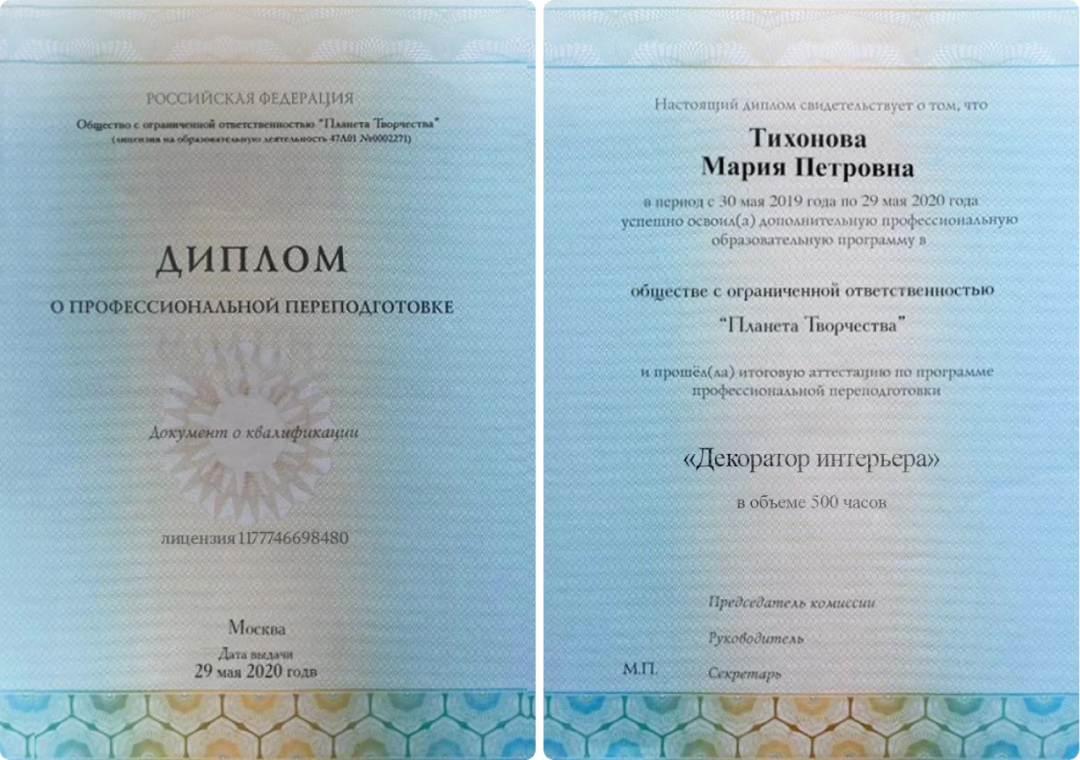 РОССИЙСКАЯ ФЕДЕРАЦИЯ
Общество с ограниченной ответственностью "Планета Творчества"
(лицензия на образовательную деятельность 47Л01 №0002271)
ДИПЛОМ
О ПРОФЕССИОНАЛЬНОЙ ПЕРЕПОДГОТОВКЕ
Документ о квалификации
лицензия 1177746698480
Москва
Дата выдачи
29 мая 2020 годв
Настоящий диплом свидетельствует о том, что
Тихонова
Мария Петровна
в период с 30 мая 2019 года по 29 мая 2020 года
успешно освоил(а) дополнительную профессиональную
образовательную программу в
обществе с ограниченной ответственностью
"Планета Творчества"
и прошёл(ла) итоговую аттестацию по программе
профессиональной переподготовки
«Декоратор интерьера»
в объеме 500 часов
Председатель комиссии
Руководитель
М.П.
Секретарь